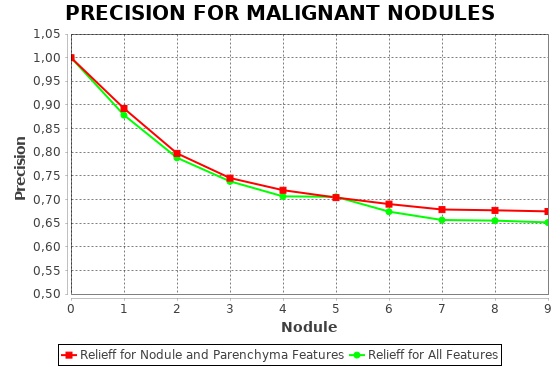 PRECISION FOR MALIGNANT NODULES
1,05
1,00
0,95
0,90
0,85
0,80
0,75
0,70
0,65
0,60
0,55
0,50
Precision
0 1 2 3 4 5 6 7 8 9
Nodule
Relieff for Nodule and Parenchyma Features Relieff for All Features